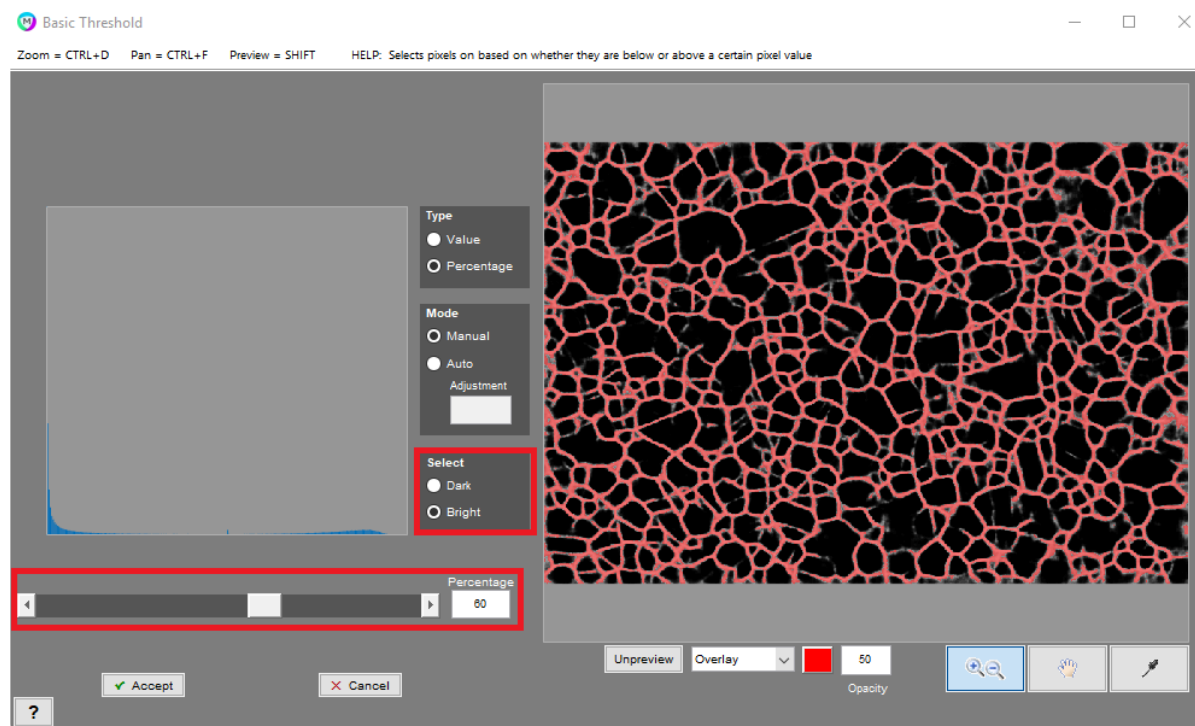 Basic Threshold
Zoom = CTRL+D Pan = CTRL+F Preview = SHIFT HELP: Selects pixels on based on whether they are below or above a certain pixel value
Type
Value
Percentage
Mode
Manual
Auto
Adjustment
Select
Dark
Bright
Percentage
60
Accept
Cancel
?
Unpreview
Overlay
50
Opacity